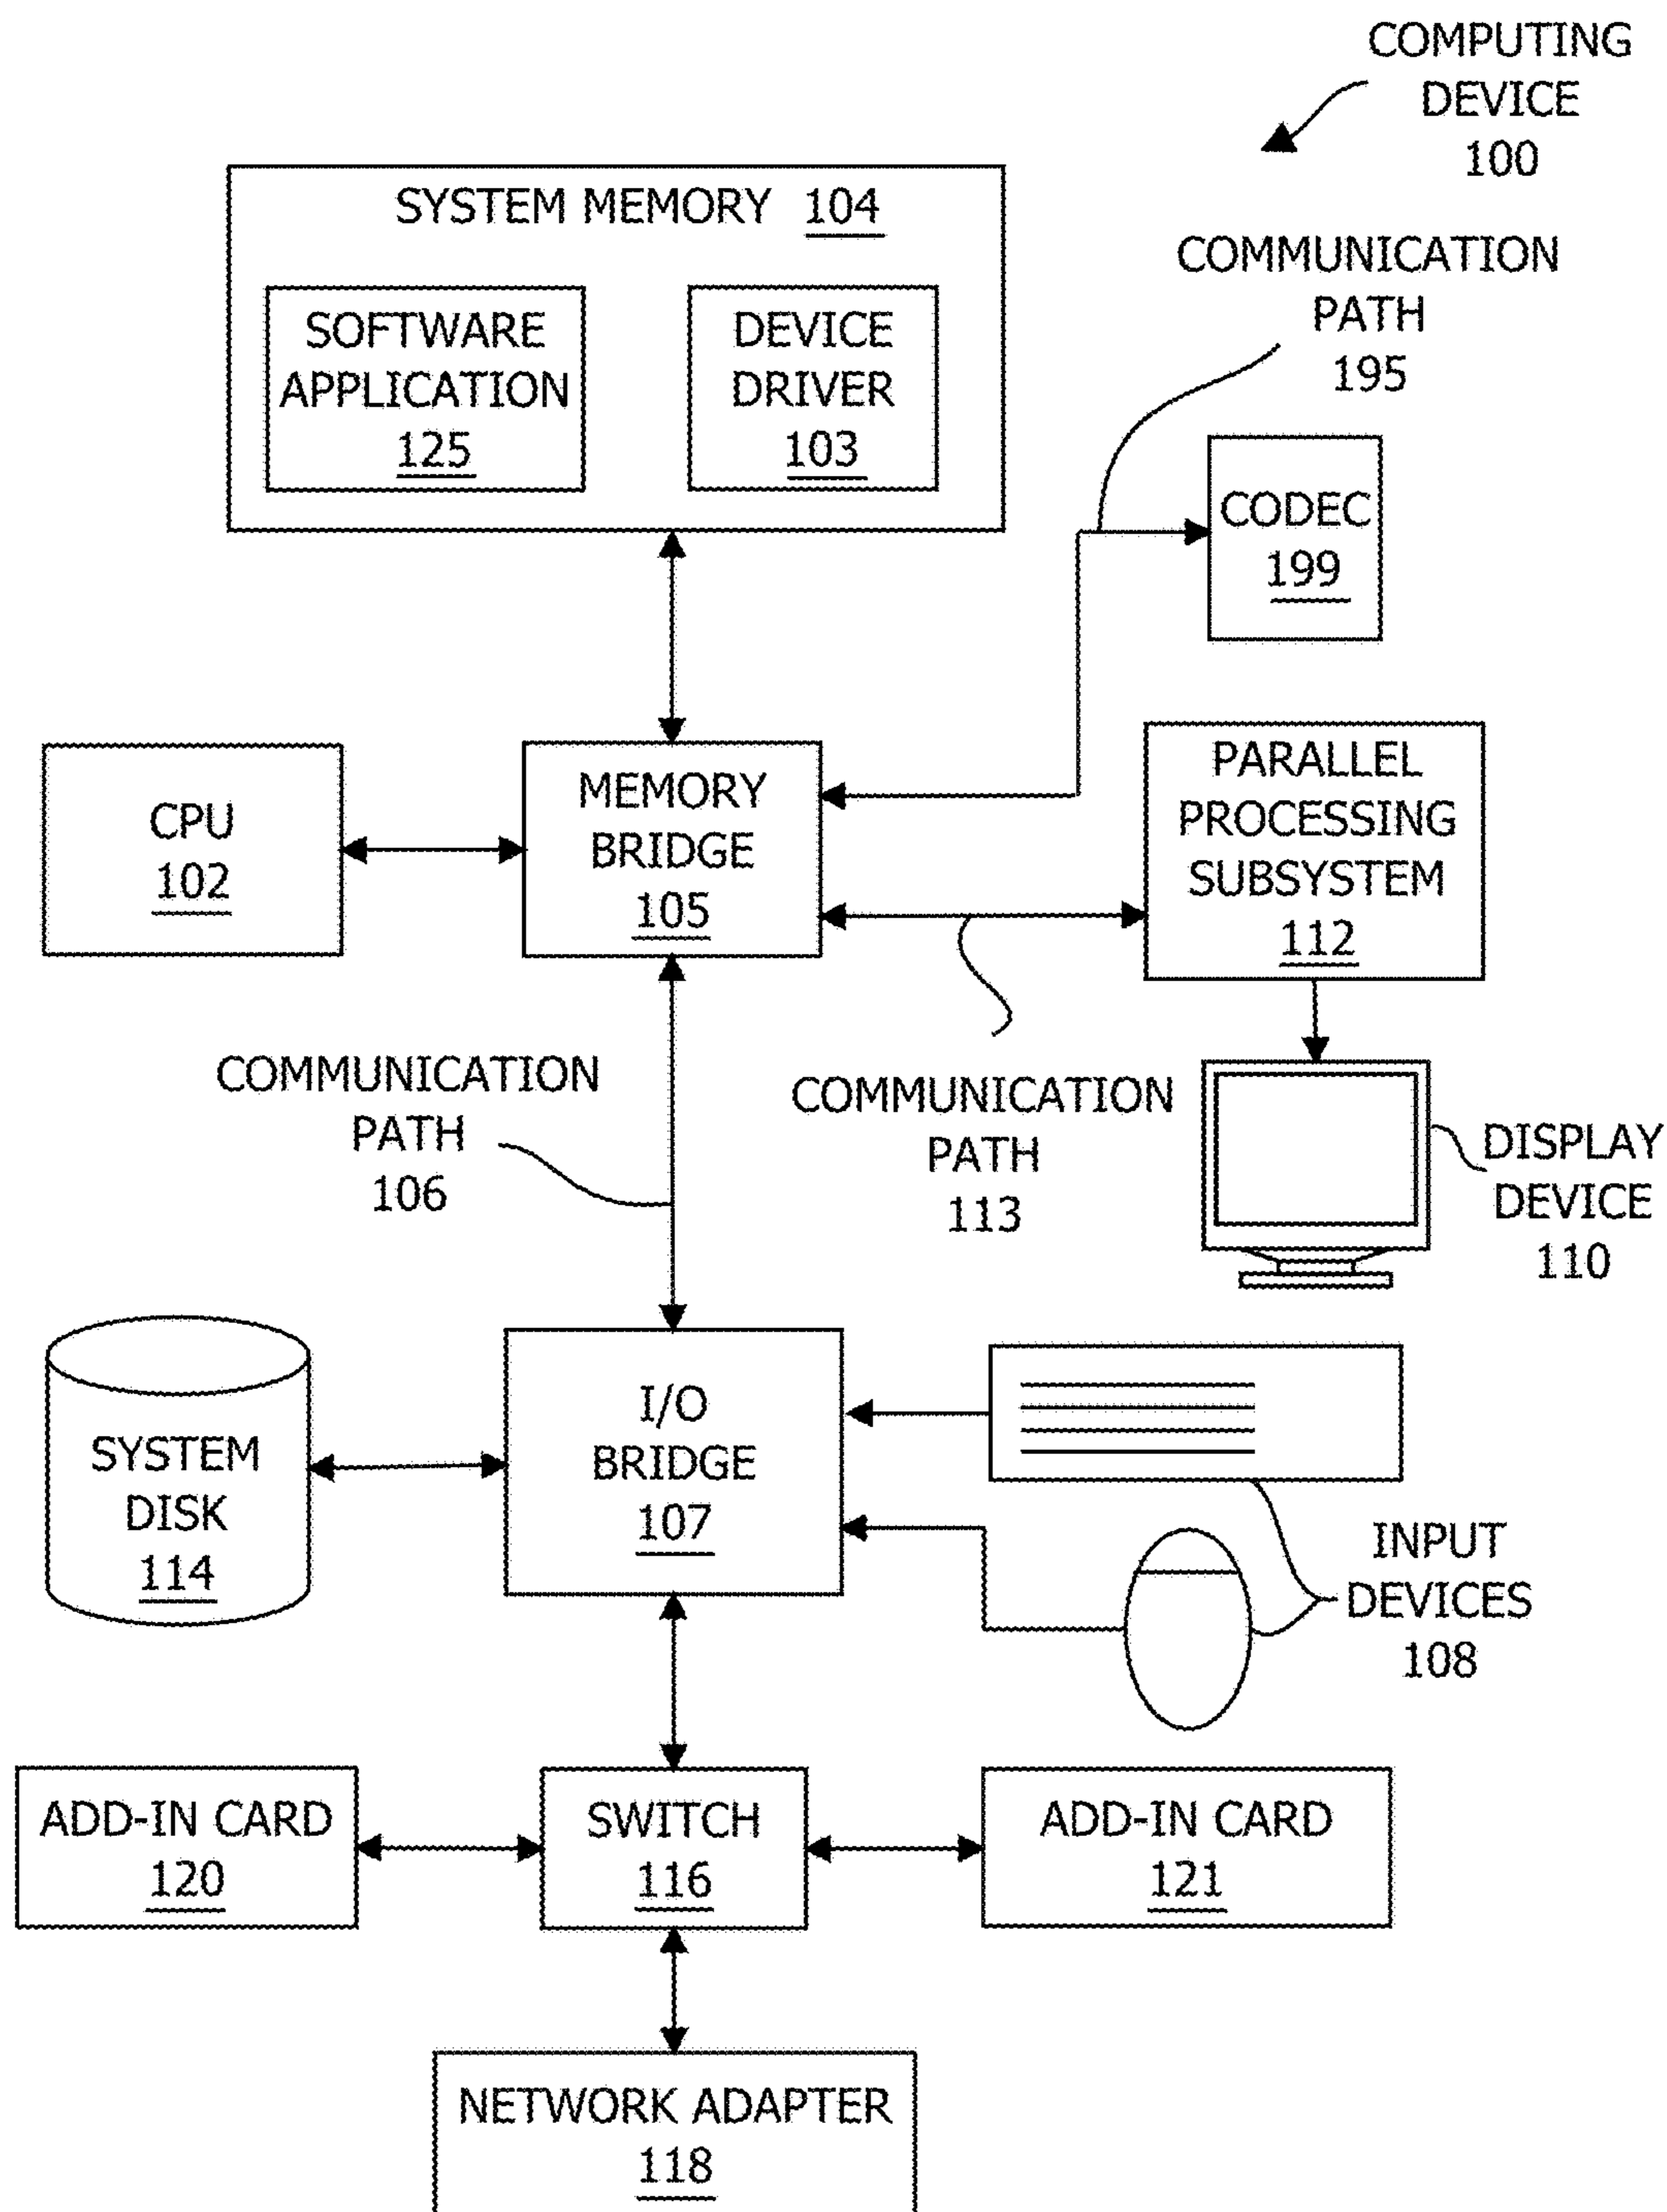 COMPUTING
DEVICE
100
SYSTEM MEMORY 104
COMMUNICATION
PATH
195
SOFTWARE
APPLICATION
125
DEVICE
DRIVER
103
CODEC
199
CPU
102
MEMORY
BRIDGE
105
PARALLEL
PROCESSING
SUBSYSTEM
112
COMMUNICATION
PATH
106
COMMUNICATION
PATH
113
DISPLAY
DEVICE
110
SYSTEM
DISK
114
I/O
BRIDGE
107
INPUT
DEVICES
108
ADD-IN CARD
120
SWITCH
116
ADD-IN CARD
121
NETWORK ADAPTER
118